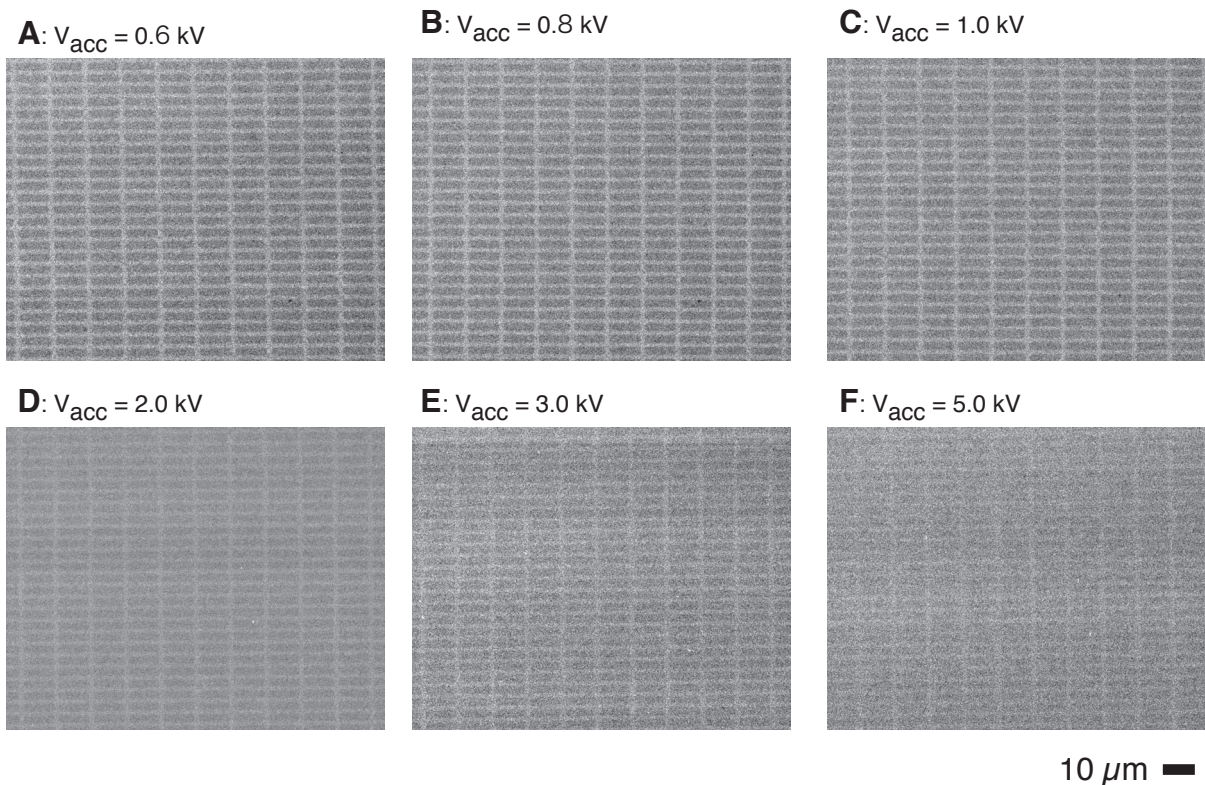 A: Vacc = 0.6 kV
B: Vacc = 0.8 kV
C: Vacc = 1.0 kV
D: Vacc = 2.0 kV
E: Vacc = 3.0 kV
F: Vacc = 5.0 kV
10 µm